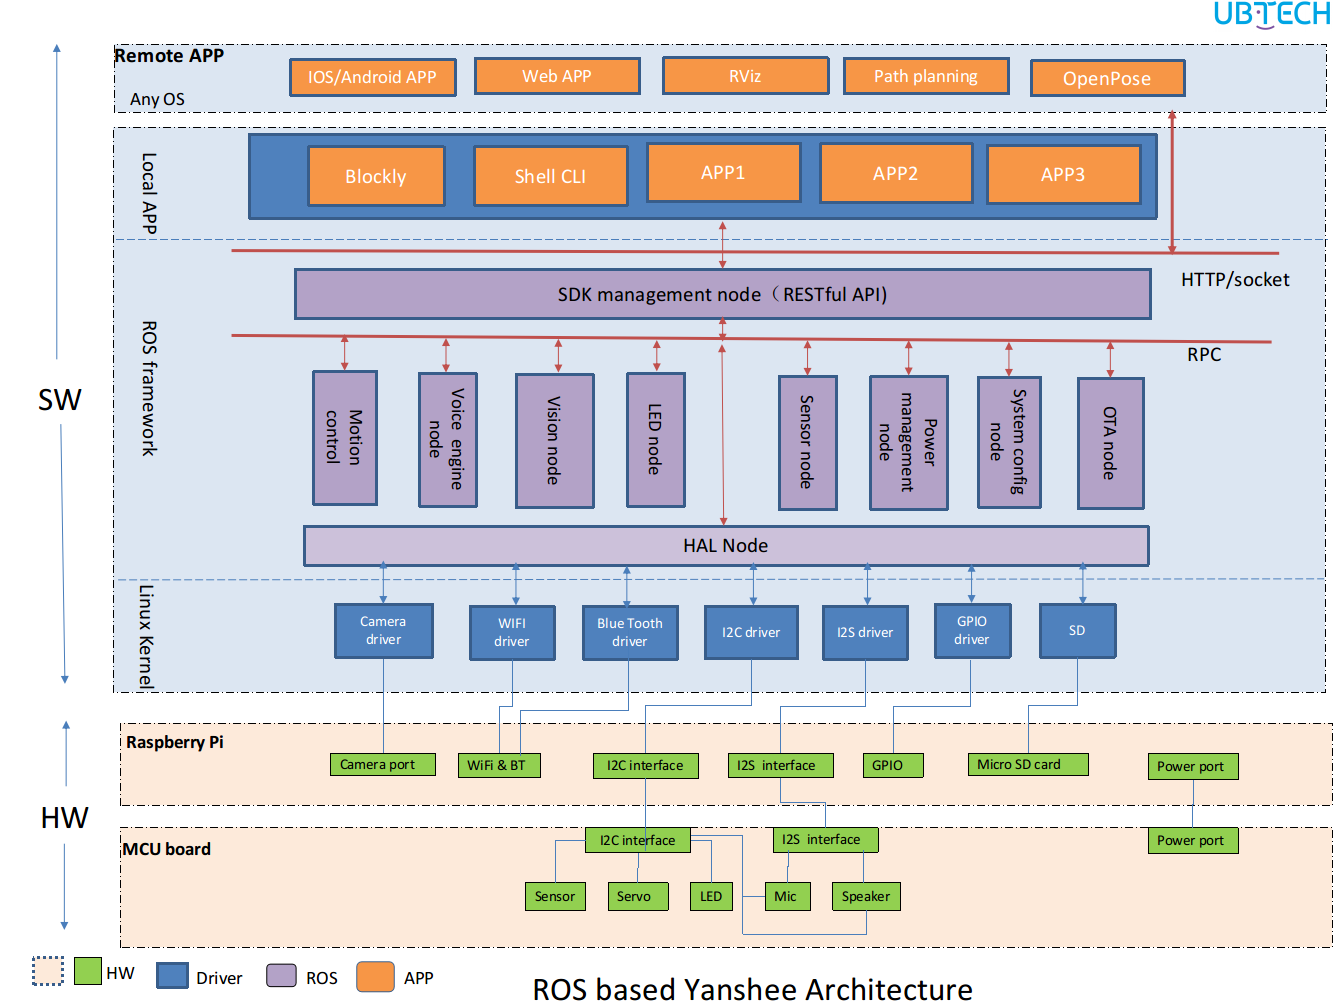 UBTECH
Remote APP
IOS/Android APP
Web APP
RViz
Path planning
OpenPose
Any OS
Local APP
Blockly
Shell CLI
APP1
APP2
APP3
HTTP/socket
SDK management node（RESTful API)
ROS framework
RPC
SW
Motion
control
Voice engine
node
Vision node
LED node
Sensor node
Power
management
node
System config
node
OTA node
HAL Node
Linux Kernel
Camera
driver
WIFI
driver
Blue Tooth
driver
I2C driver
I2S driver
GPIO
driver
SD
HW
Raspberry Pi
Camera port
WiFi & BT
I2C interface
I2S interface
GPIO
Micro SD card
Power port
MCU board
I2C interface
I2S interface
Power port
Sensor
Servo
LED
Mic
Speaker
HW
Driver
ROS
APP
ROS based Yanshee Architecture